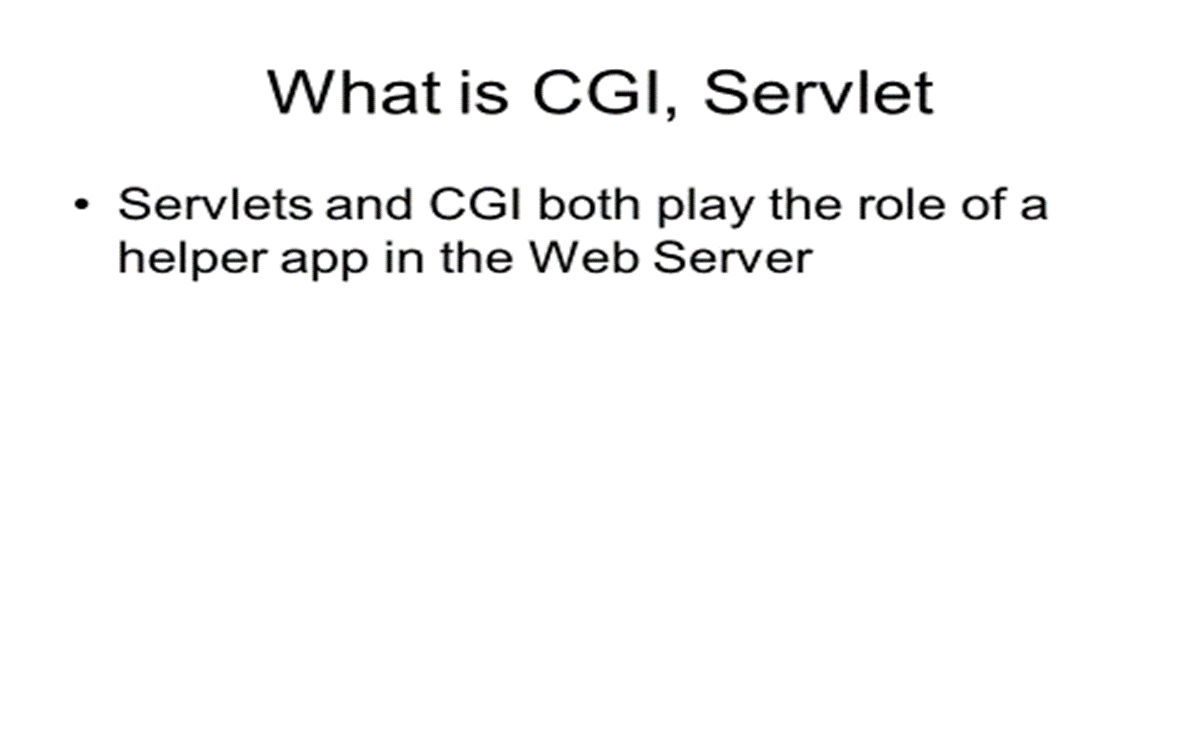 What is CGI, Servlet
• Servlets and CGI both play the role of a
helper app in the Web Server